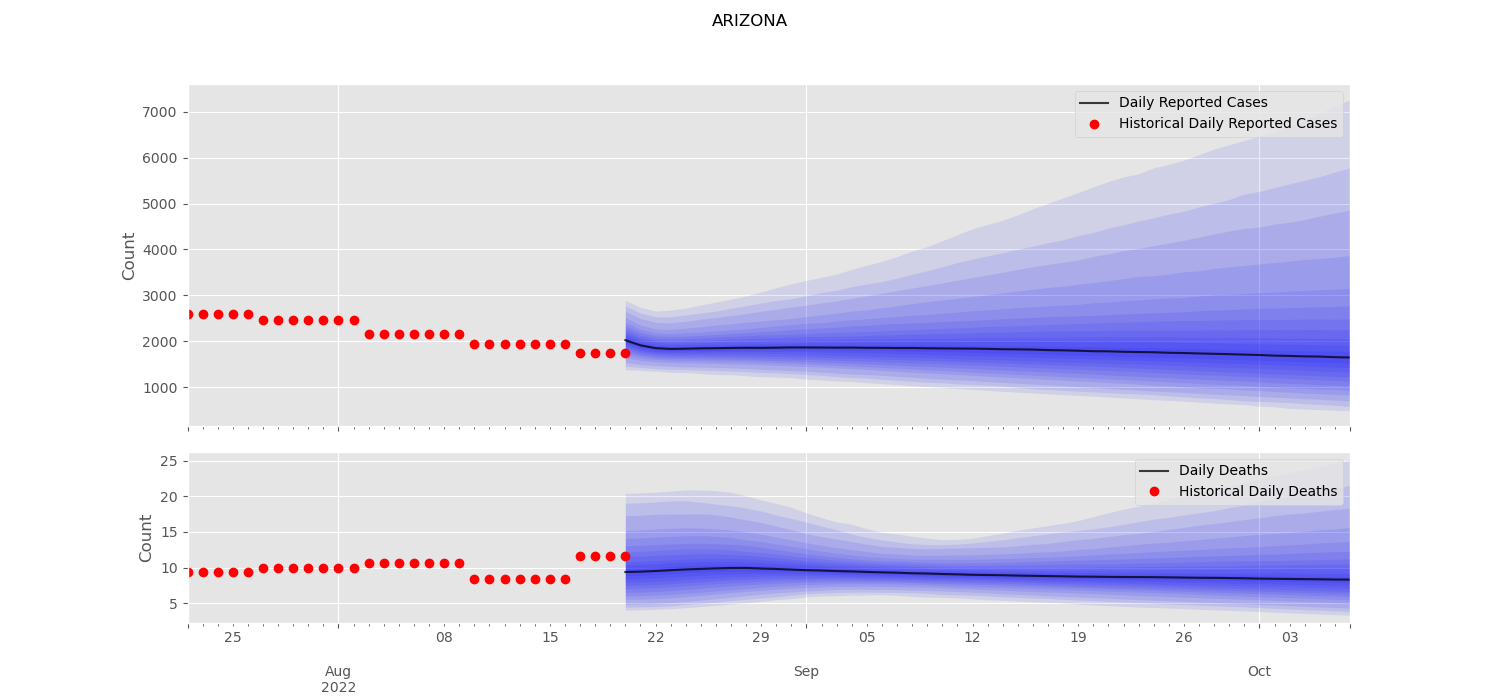 ARIZONA
Daily Reported Cases
Historical Daily Reported Cases
7000
6000
5000
4000
3000
2000
1000
Count
Daily Deaths
Historical Daily Deaths
25
20
15
10
5
Count
25 08 15 22 29 05 12 19 26 03
Aug Sep Oct
2022